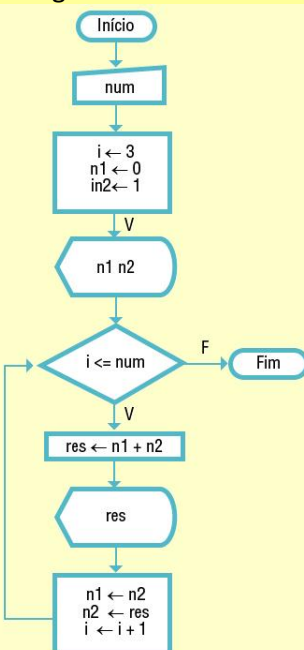 Início
num
i ← 3
n1 ← 0
in2← 1
V
n1 n2
i <= num
F
Fim
V
res ← n1 + n2
res
n1 ← n2
n2 ← res
i ← i + 1